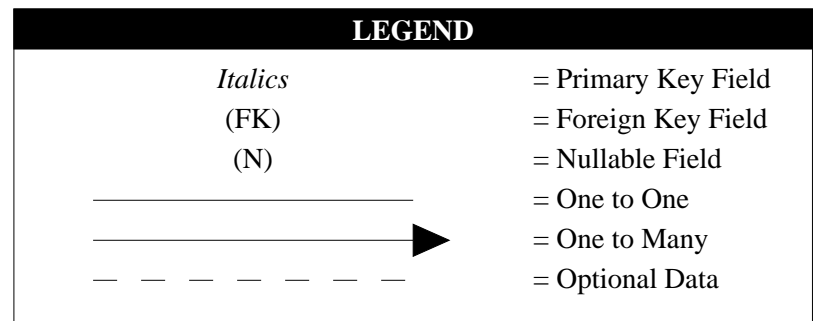 LEGEND
Italics = Primary Key Field
(FK) = Foreign Key Field
(N) = Nullable Field
= One to One
= One to Many
= Optional Data